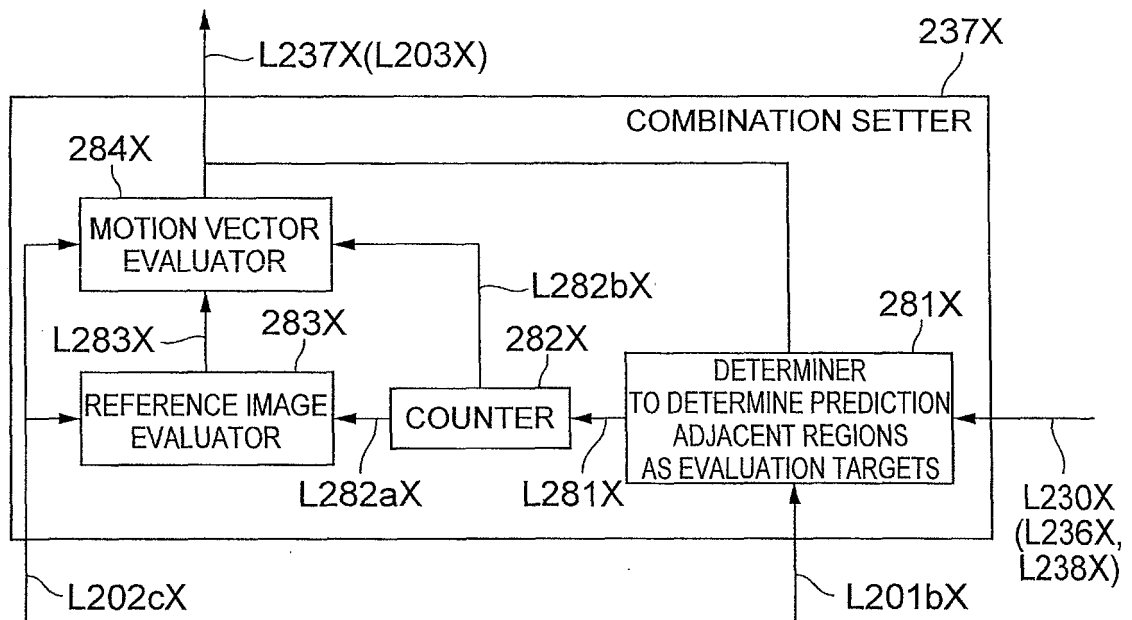 237X
L237X(L203X)
COMBINATION SETTER
284X
MOTION VECTOR
EVALUATOR
L282bX
281X
L283X
283X
282X
DETERMINER
TO DETERMINE PREDICTION
ADJACENT REGIONS
AS EVALUATION TARGETS
REFERENCE IMAGE
EVALUATOR
COUNTER
L282aX
L281X
L230X
(L236X,
L238X)
L202cX
L201bX